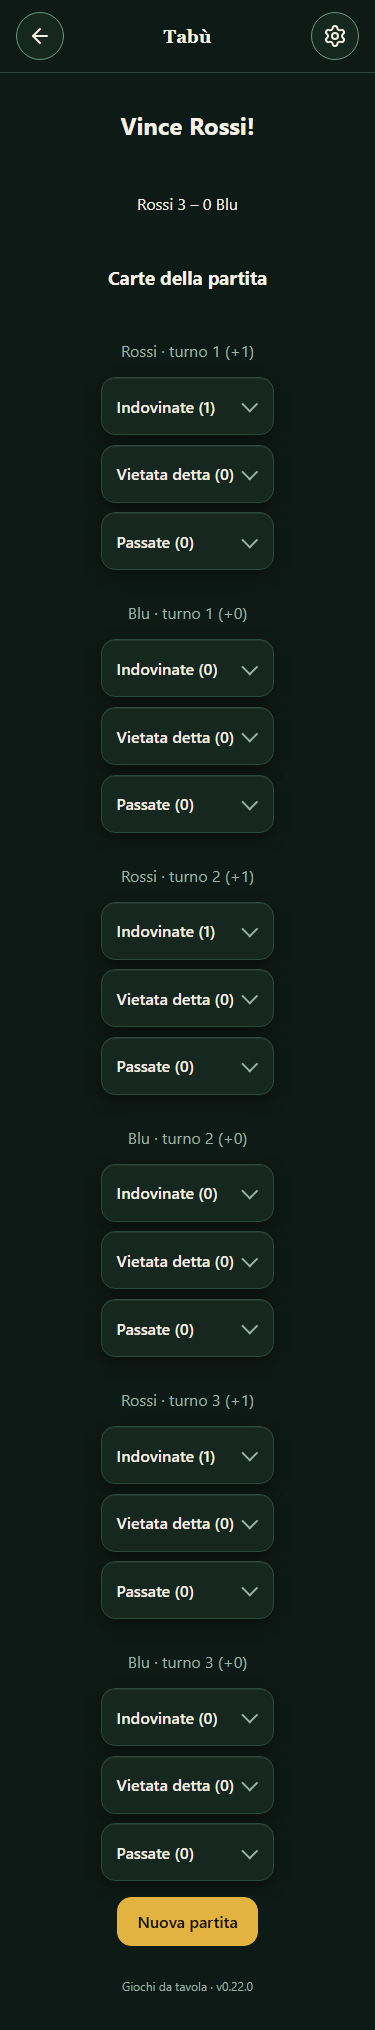 Tabù
Vince Rossi!
Rossi 3 – 0 Blu
Carte della partita
Rossi · turno 1 (+1)
Indovinate (1)
Vietata detta (0)
Passate (0)
Blu · turno 1 (+0)
Indovinate (0)
Vietata detta (0)
Passate (0)
Rossi · turno 2 (+1)
Indovinate (1)
Vietata detta (0)
Passate (0)
Blu · turno 2 (+0)
Indovinate (0)
Vietata detta (0)
Passate (0)
Rossi · turno 3 (+1)
Indovinate (1)
Vietata detta (0)
Passate (0)
Blu · turno 3 (+0)
Indovinate (0)
Vietata detta (0)
Passate (0)
Nuova partita
Giochi da tavola · v0.22.0